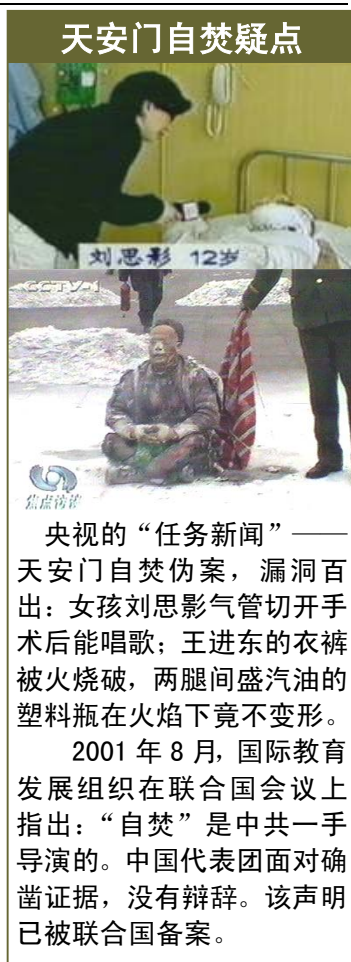 天安门自焚疑点
刘思影 12岁
CCTV-1
焦点访谈
央视的“任务新闻”——
天安门自焚伪案，漏洞百
出：女孩刘思影气管切开手
术后能唱歌；王进东的衣裤
被火烧破，两腿间盛汽油的
塑料瓶在火焰下竟不变形。
2001 年 8 月，国际教育
发展组织在联合国会议上
指出：“自焚”是中共一手
导演的。中国代表团面对确
凿证据，没有辩辞。该声明
已被联合国备案。